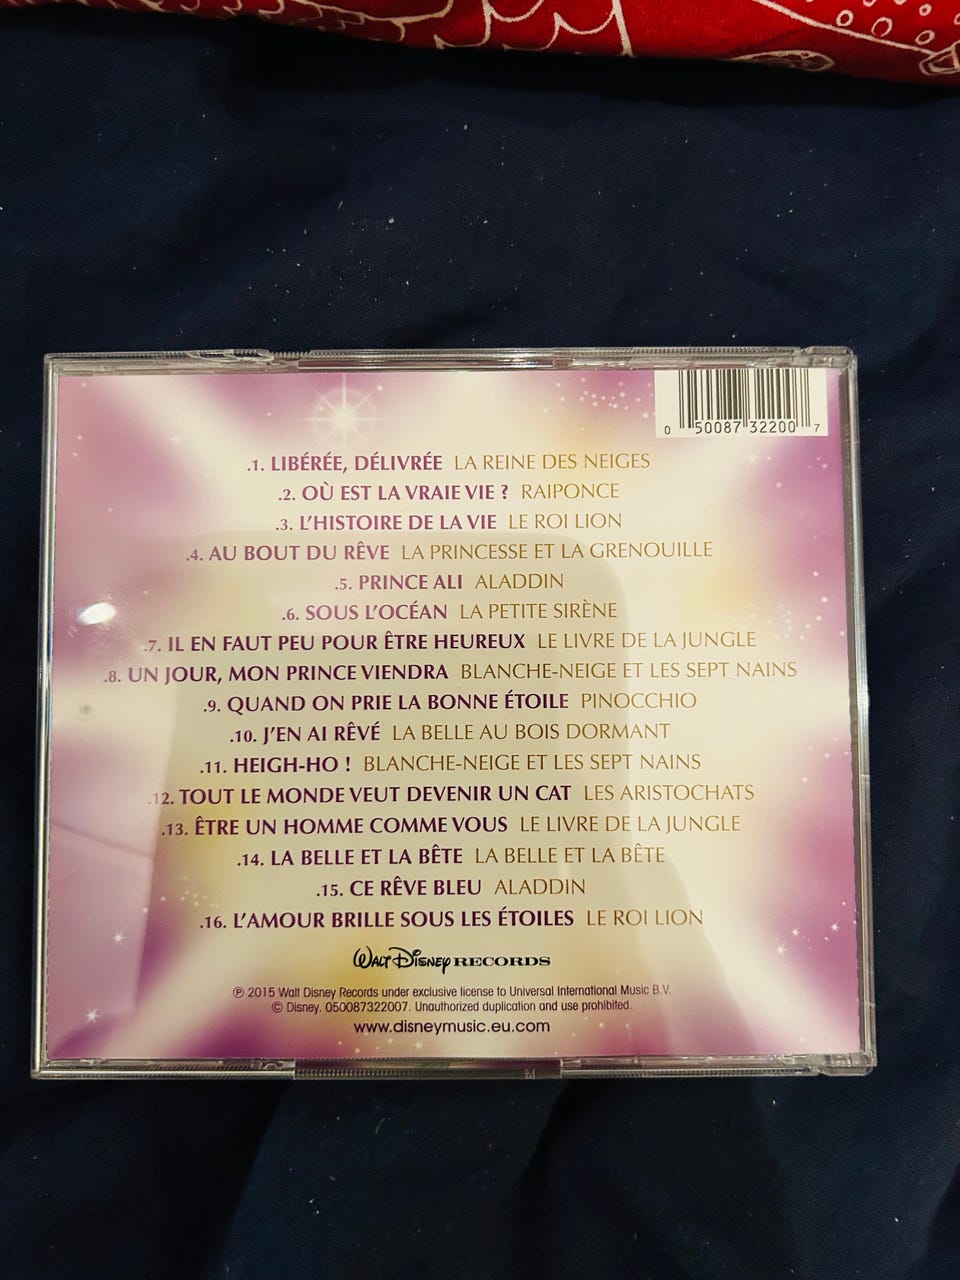 0 50087 32200 7
.1. LIBÉRÉE, DÉLIVRÉE LA REINE DES NEIGES
.2. OÙ EST LA VRAIE VIE ? RAIPONCE
.3. L'HISTOIRE DE LA VIE LE ROI LION
.4. AU BOUT DU RÊVE LA PRINCESSE ET LA GRENOUILLE
.5. PRINCE ALI ALADDIN
.6. SOUS L'OCÉAN LA PETITE SIRÈNE
.7. IL EN FAUT PEU POUR ÊTRE HEUREUX LE LIVRE DE LA JUNGLE
.8. UN JOUR, MON PRINCE VIENDRA BLANCHE-NEIGE ET LES SEPT NAINS
.9. QUAND ON PRIE LA BONNE ÉTOILE PINOCCHIO
.10. J'EN AI RÊVÉ LA BELLE AU BOIS DORMANT
.11. HEIGH-HO ! BLANCHE-NEIGE ET LES SEPT NAINS
.12. TOUT LE MONDE VEUT DEVENIR UN CAT LES ARISTOCHATS
.13. ÊTRE UN HOMME COMME VOUS LE LIVRE DE LA JUNGLE
.14. LA BELLE ET LA BÊTE LA BELLE ET LA BÊTE
.15. CE RÊVE BLEU ALADDIN
.16. L'AMOUR BRILLE SOUS LES ÉTOILES LE ROI LION
WALT DISNEY RECORDS
℗ 2015 Walt Disney Records under exclusive license to Universal International Music B.V.
© Disney. 050087322007. Unauthorized duplication and use prohibited.
www.disneymusic.eu.com